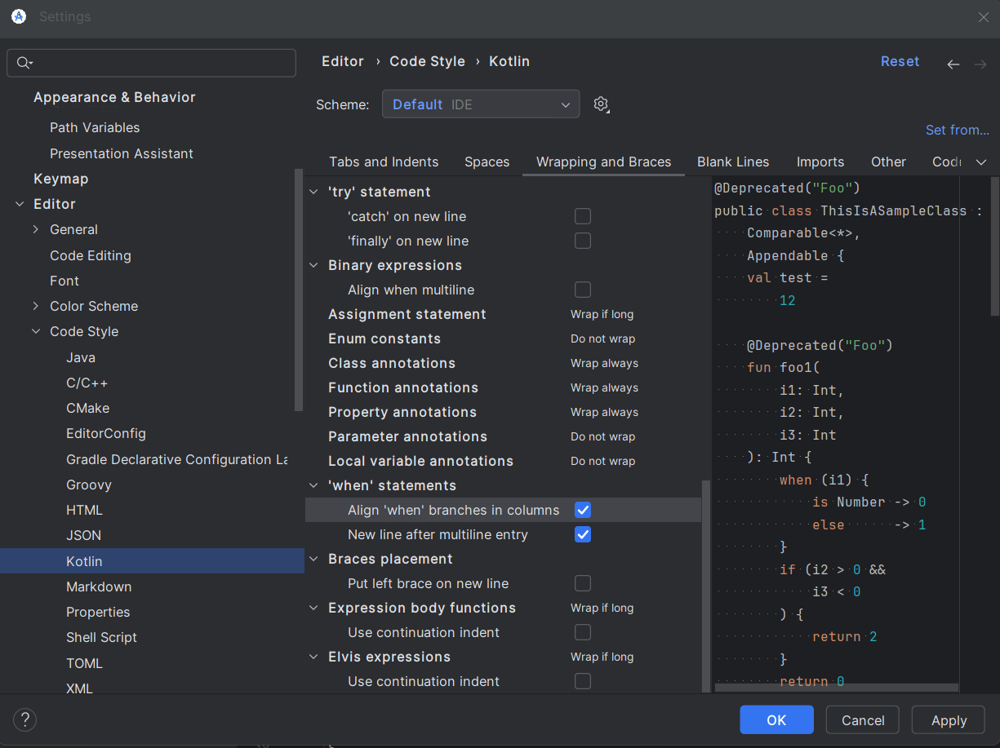 Settings
Editor › Code Style › Kotlin
Reset
Scheme: Default IDE
Set from...
Appearance & Behavior
Path Variables
Presentation Assistant
Keymap
Editor
General
Code Editing
Font
Color Scheme
Code Style
Java
C/C++
CMake
EditorConfig
Gradle Declarative Configuration La
Groovy
HTML
JSON
Kotlin
Markdown
Properties
Shell Script
TOML
XML
Tabs and Indents Spaces Wrapping and Braces Blank Lines Imports Other Cod
'try' statement
'catch' on new line
'finally' on new line
Binary expressions
Align when multiline
Assignment statement Wrap if long
Enum constants Do not wrap
Class annotations Wrap always
Function annotations Wrap always
Property annotations Wrap always
Parameter annotations Do not wrap
Local variable annotations Do not wrap
'when' statements
Align 'when' branches in columns
New line after multiline entry
Braces placement
Put left brace on new line
Expression body functions Wrap if long
Use continuation indent
Elvis expressions Wrap if long
Use continuation indent
@Deprecated("Foo")
public class ThisIsASampleClass :
Comparable<*>,
Appendable {
val test =
12
@Deprecated("Foo")
fun foo1(
i1: Int,
i2: Int,
i3: Int
): Int {
when (i1) {
is Number -> 0
else -> 1
}
if (i2 > 0 &&
i3 < 0
) {
return 2
}
return 0
?
OK Cancel Apply